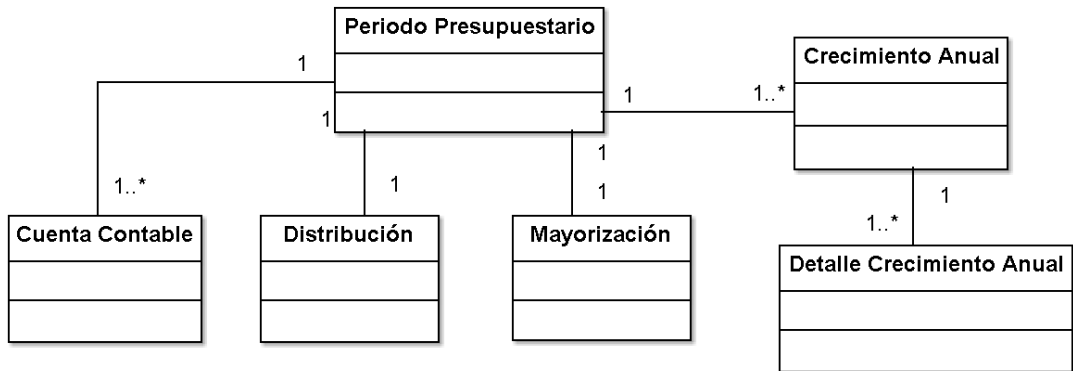 Periodo Presupuestario
Crecimiento Anual
1
1
1..*
1
1
1..*
1
1
1
1..*
Cuenta Contable
Distribución
Mayorización
Detalle Crecimiento Anual